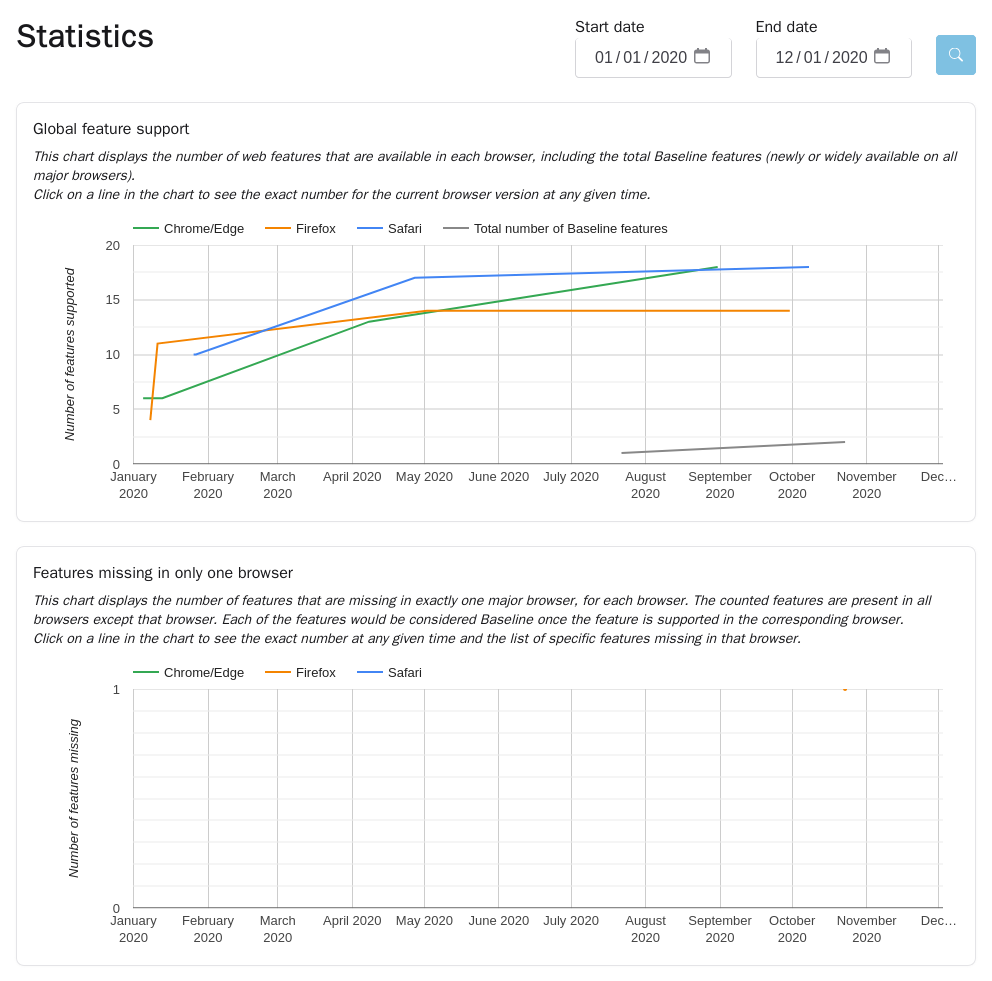 Statistics
Start date
End date
01/01/2020
12/01/2020
Global feature support
This chart displays the number of web features that are available in each browser, including the total Baseline features (newly or widely available on all
major browsers).
Click on a line in the chart to see the exact number for the current browser version at any given time.
Chrome/Edge Firefox Safari Total number of Baseline features
Number of features supported
20
15
10
5
0
January 2020
February 2020
March 2020
April 2020
May 2020
June 2020
July 2020
August 2020
September 2020
October 2020
November 2020
Dec…
Features missing in only one browser
This chart displays the number of features that are missing in exactly one major browser, for each browser. The counted features are present in all
browsers except that browser. Each of the features would be considered Baseline once the feature is supported in the corresponding browser.
Click on a line in the chart to see the exact number at any given time and the list of specific features missing in that browser.
Chrome/Edge Firefox Safari
Number of features missing
1
0
January 2020
February 2020
March 2020
April 2020
May 2020
June 2020
July 2020
August 2020
September 2020
October 2020
November 2020
Dec…